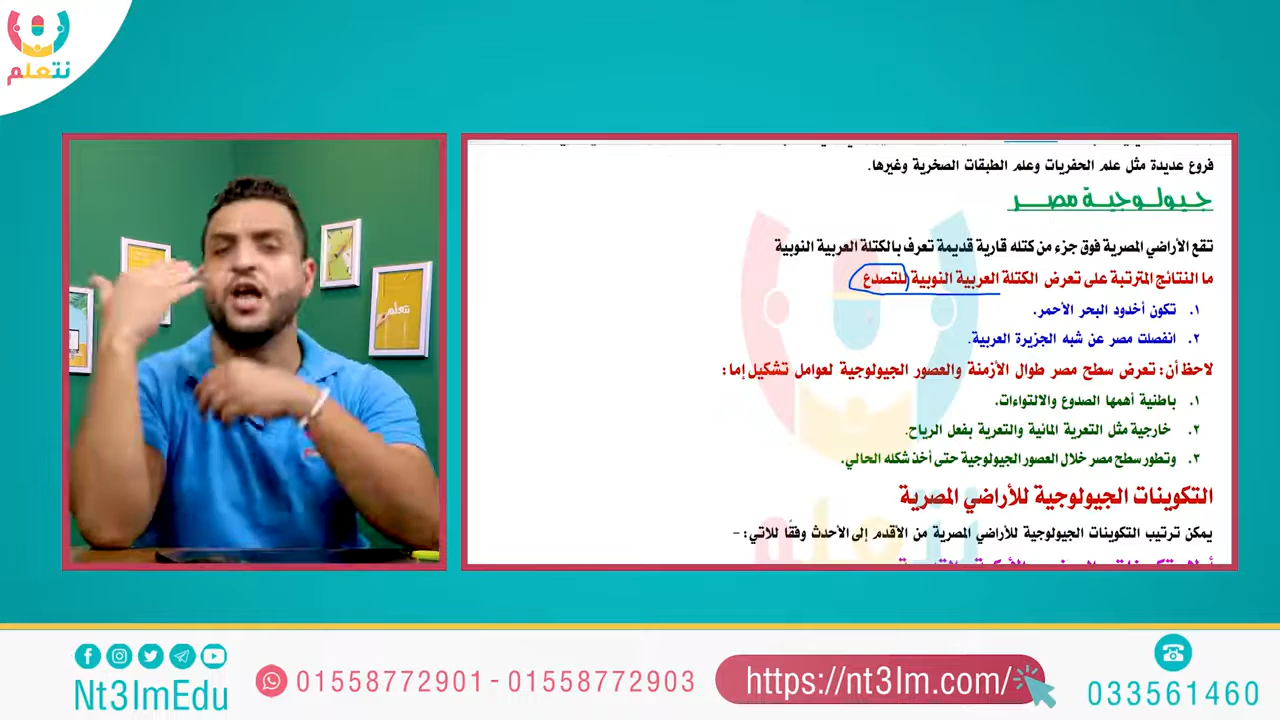 نتعلم
فروع عديدة مثل علم الحفريات وعلم الطبقات الصخرية وغيرها.
جيولوجية مصر
تقع الأراضي المصرية فوق جزء من كتله قارية قديمة تعرف بالكتلة العربية النوبية
ما النتائج المترتبة على تعرض الكتلة العربية النوبية للتصدع
١. تكون أخدود البحر الأحمر.
٢. انفصلت مصر عن شبه الجزيرة العربية.
لاحظ أن: تعرض سطح مصر طوال الأزمنة والعصور الجيولوجية لعوامل تشكيل إما:
١. باطنية أهمها الصدوع والالتواءات.
٢. خارجية مثل التعرية المائية والتعرية بفعل الرياح.
٣. وتطور سطح مصر خلال العصور الجيولوجية حتى أخذ شكله الحالي.
التكوينات الجيولوجية للأراضي المصرية
يمكن ترتيب التكوينات الجيولوجية للأراضي المصرية من الأقدم إلى الأحدث وفقًا للآتي: -
نتعلم
نتعلم
Nt3lmEdu
01558772901 - 01558772903
https://nt3lm.com/
033561460